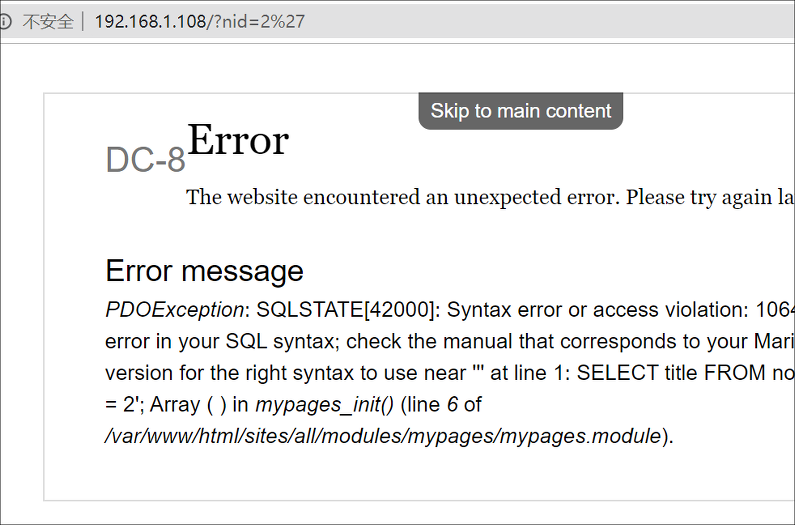 不安全 | 192.168.1.108/?nid=2%27
Skip to main content
DC-8
Error
The website encountered an unexpected error. Please try again
Error message
PDOException: SQLSTATE[42000]: Syntax error or access violation: 1064
error in your SQL syntax; check the manual that corresponds to your
version for the right syntax to use near ''' at line 1: SELECT title FROM
= 2'; Array ( ) in mypages_init() (line 6 of
/var/www/html/sites/all/modules/mypages/mypages.module).